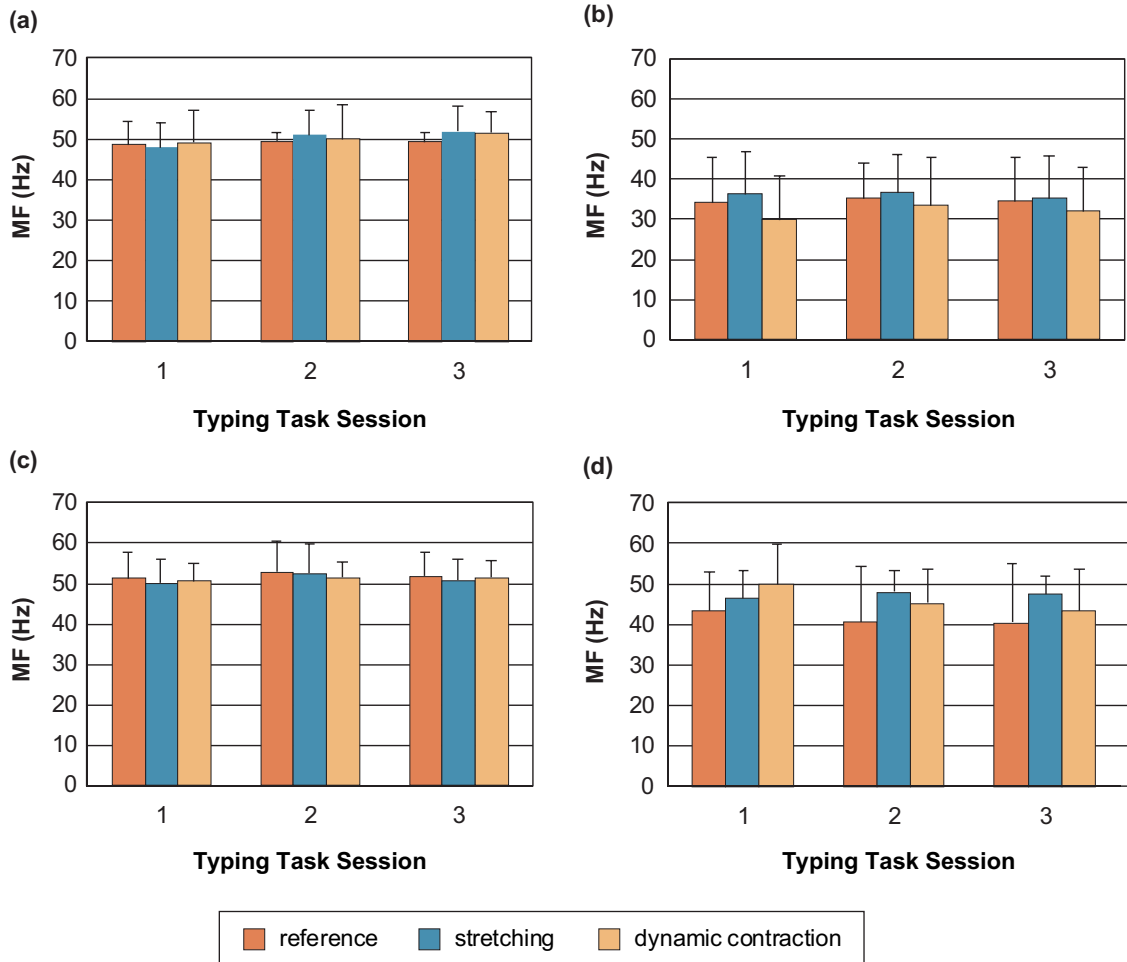 (a)
70
60
50
40
30
20
10
0
MF (Hz)
1 2 3
Typing Task Session
(b)
70
60
50
40
30
20
10
0
MF (Hz)
1 2 3
Typing Task Session
(c)
70
60
50
40
30
20
10
0
MF (Hz)
1 2 3
Typing Task Session
(d)
70
60
50
40
30
20
10
0
MF (Hz)
1 2 3
Typing Task Session
reference stretching dynamic contraction